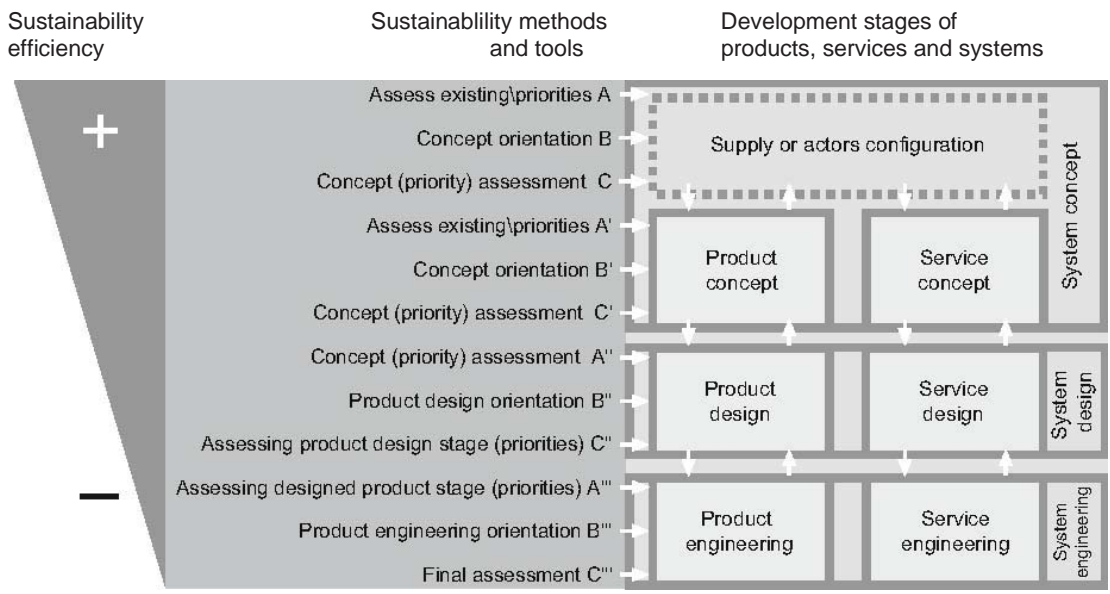 Sustainability
efficiency
Sustainablility methods
and tools
Development stages of
products, services and systems
+
Assess existing\priorities A
Concept orientation B
Concept (priority) assessment C
Assess existing\priorities A'
Concept orientation B'
Concept (priority) assessment C'
Concept (priority) assessment A"
Product design orientation B"
Assessing product design stage (priorities) C"
–
Assessing designed product stage (priorities) A"'
Product engineering orientation B"'
Final assessment C"'
Supply or actors configuration
Product
concept
Service
concept
System concept
Product
design
Service
design
System
design
Product
engineering
Service
engineering
System
engineering